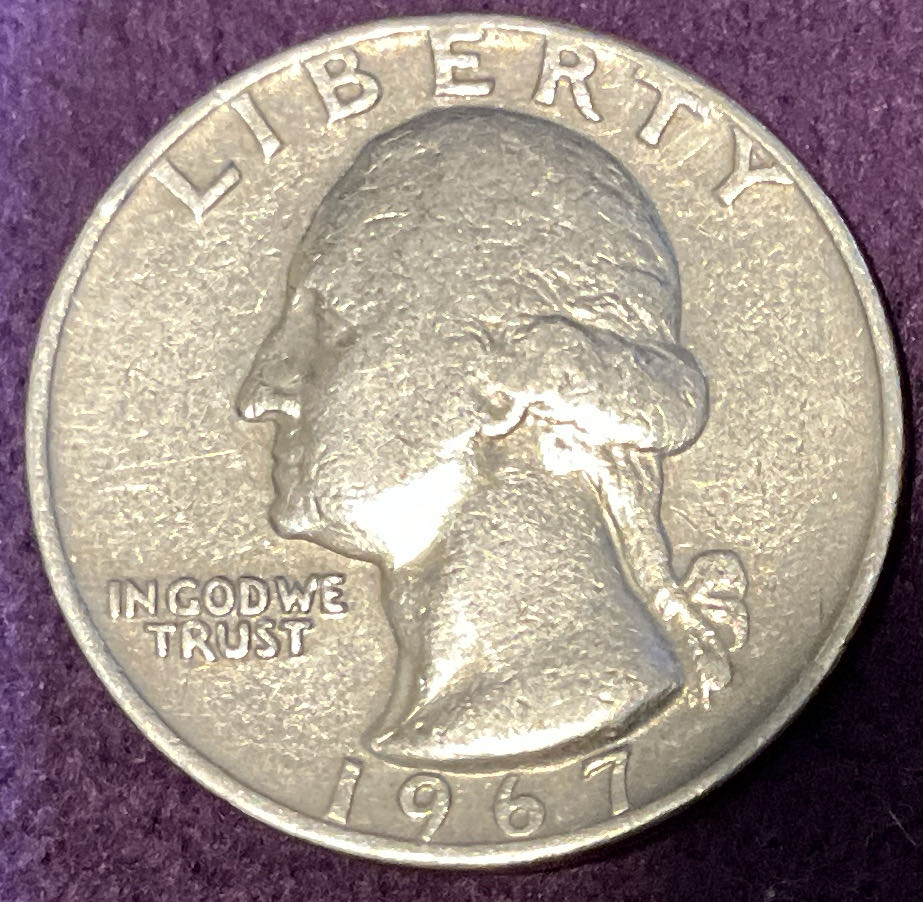 LIBERTY
IN GOD WE
TRUST
1967